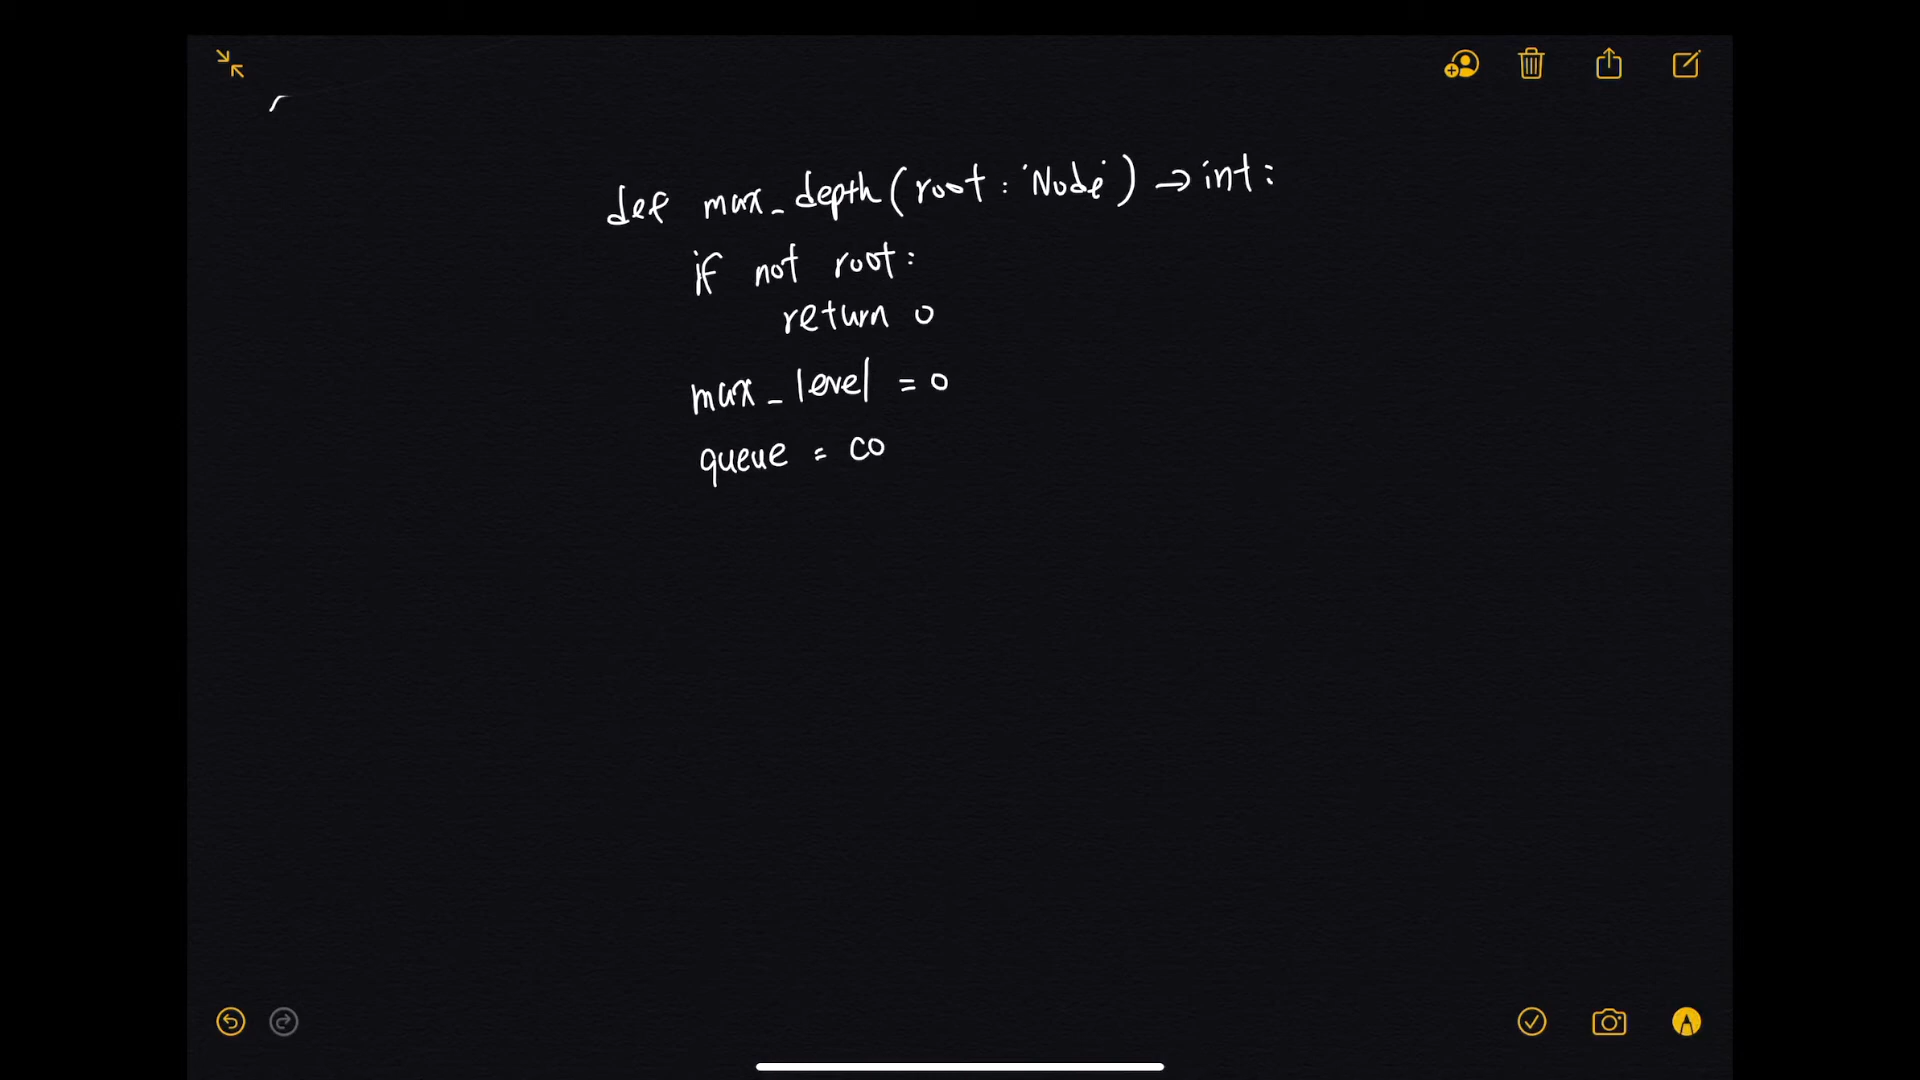 def max_depth(root: 'Node') → int:
if not root:
return 0
max_level = 0
queue = co